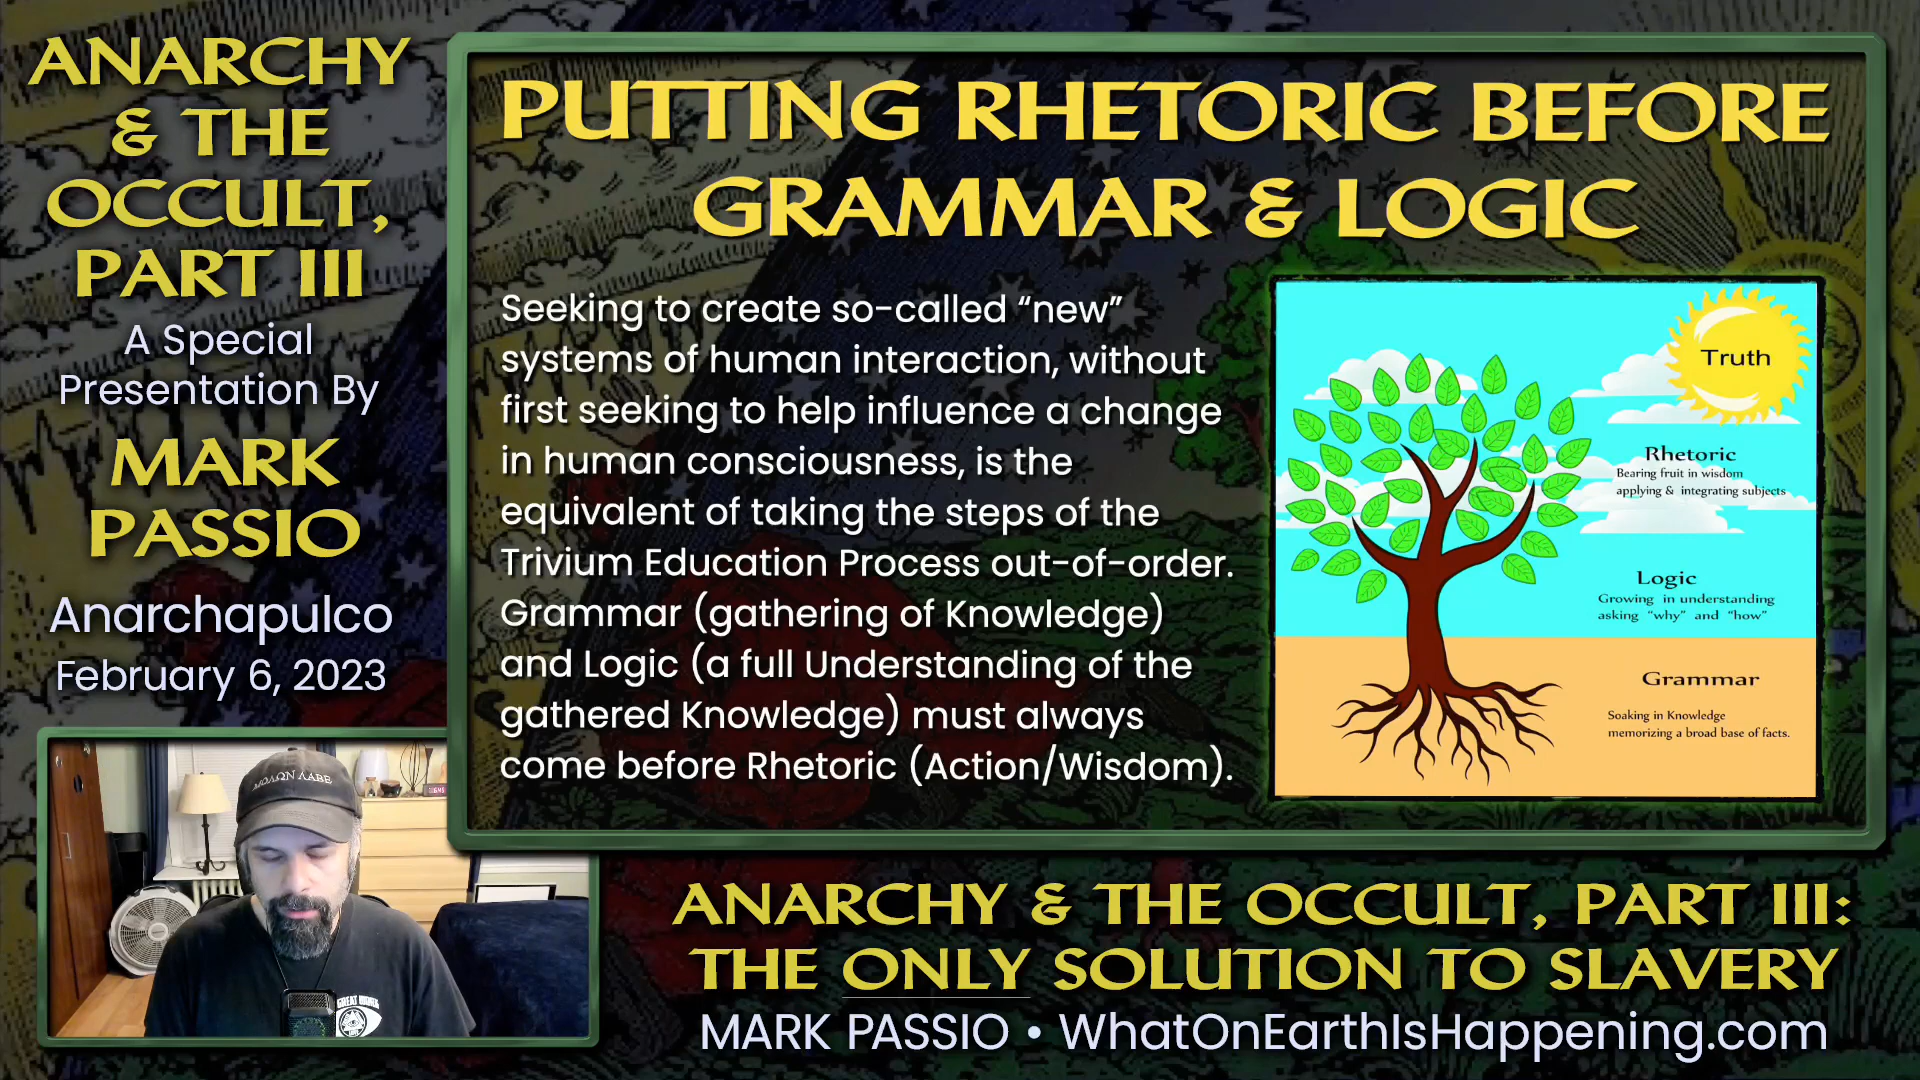 ANARCHY
& THE
OCCULT,
PART III
A Special
Presentation By
MARK
PASSIO
Anarchapulco
February 6, 2023
PUTTING RHETORIC BEFORE
GRAMMAR & LOGIC
Seeking to create so-called “new”
systems of human interaction, without
first seeking to help influence a change
in human consciousness, is the
equivalent of taking the steps of the
Trivium Education Process out-of-order.
Grammar (gathering of Knowledge)
and Logic (a full Understanding of the
gathered Knowledge) must always
come before Rhetoric (Action/Wisdom).
Truth
Rhetoric
Bearing fruit in wisdom
applying & integrating subjects
Logic
Growing in understanding
asking “why” and “how”
Grammar
Soaking in Knowledge
memorizing a broad base of facts.
ΜΟΛΩΝ ΛΑΒΕ
GREAT WORK
ANARCHY & THE OCCULT, PART III:
THE ONLY SOLUTION TO SLAVERY
MARK PASSIO • WhatOnEarthIsHappening.com